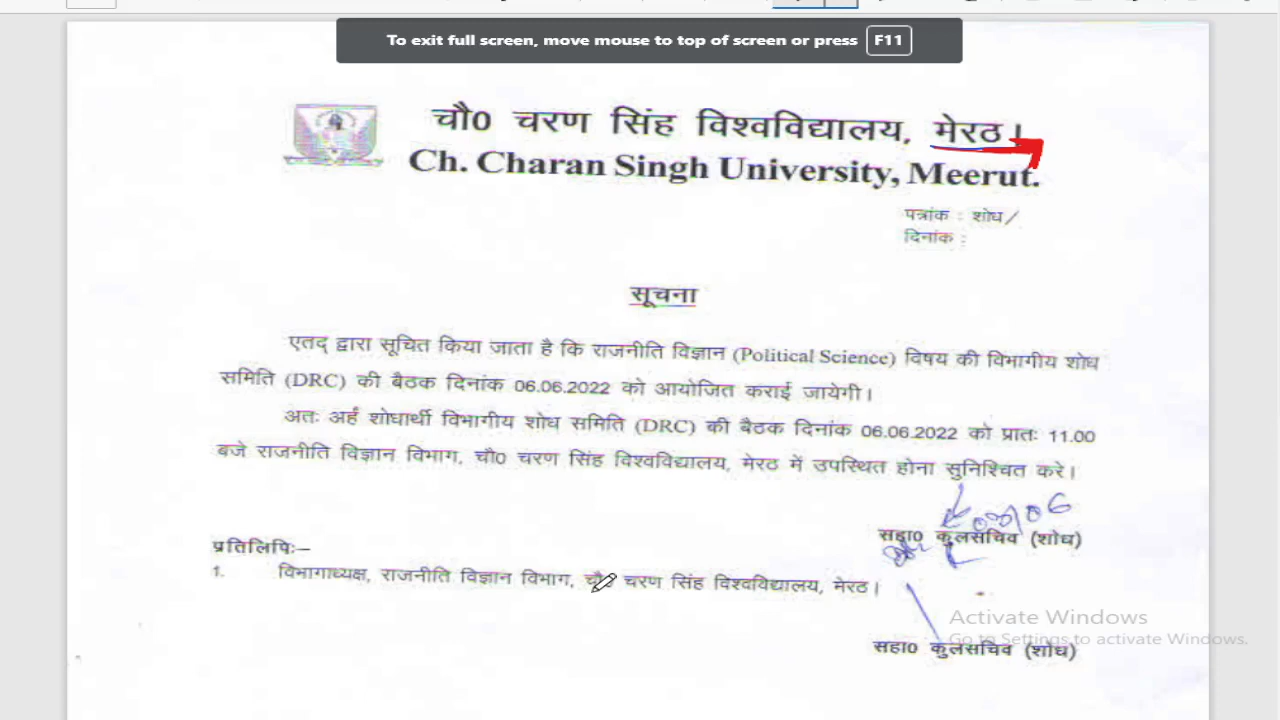 To exit full screen, move mouse to top of screen or press F11
चौ0 चरण सिंह विश्वविद्यालय, मेरठ।
Ch. Charan Singh University, Meerut.
पत्रांक : शोध/
दिनांक :
सूचना
एतद् द्वारा सूचित किया जाता है कि राजनीति विज्ञान (Political Science) विषय की विभागीय शोध
समिति (DRC) की बैठक दिनांक 06.06.2022 को आयोजित कराई जायेगी।
अतः अर्ह शोधार्थी विभागीय शोध समिति (DRC) की बैठक दिनांक 06.06.2022 को प्रातः 11.00
बजे राजनीति विज्ञान विभाग, चौ0 चरण सिंह विश्वविद्यालय, मेरठ में उपस्थित होना सुनिश्चित करे।
सहा0 कुलसचिव (शोध)
प्रतिलिपिः–
1. विभागाध्यक्ष, राजनीति विज्ञान विभाग, चौ0 चरण सिंह विश्वविद्यालय, मेरठ।
Activate Windows
Go to Settings to activate Windows.
सहा0 कुलसचिव (शोध)